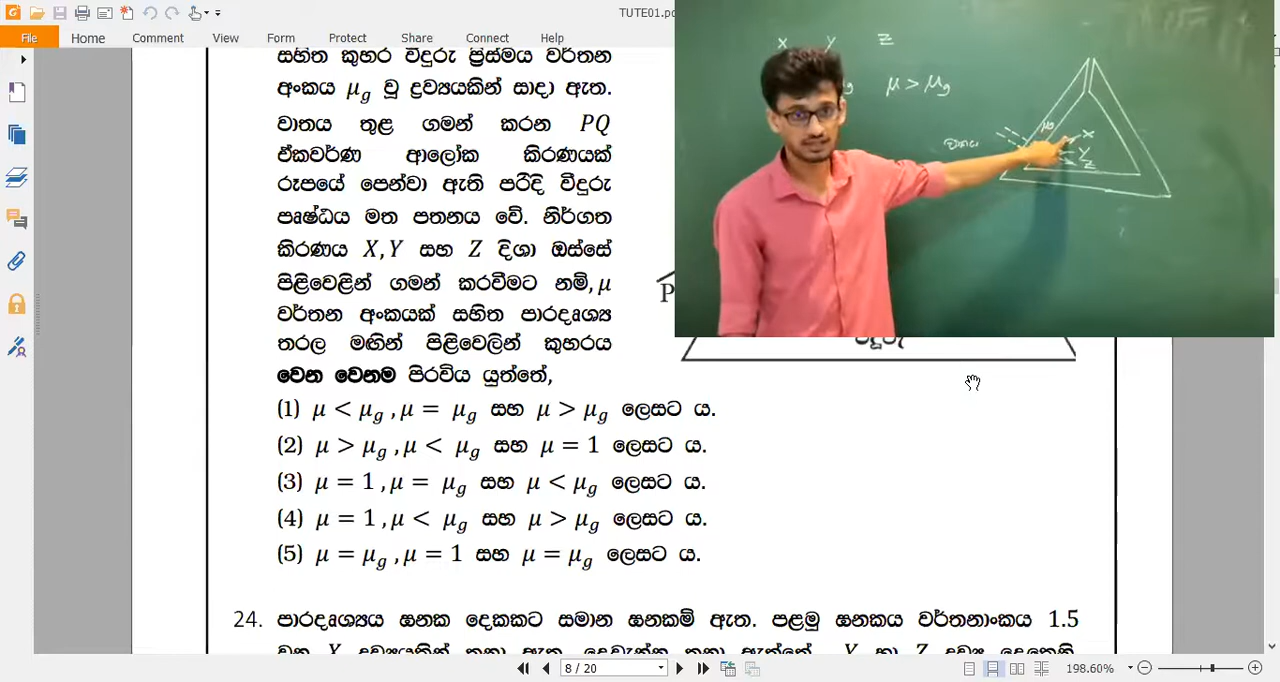 TUTE01.p
File Home Comment View Form Protect Share Connect Help
සහිත කුහර විදුරු ප්‍රිස්මය වර්තන
අංකය μg වූ ද්‍රව්‍යයකින් සාදා ඇත.
වාතය තුළ ගමන් කරන PQ
ඒකවර්ණ ආලෝක කිරණයක්
රූපයේ පෙන්වා ඇති පරිදි විදුරු
පෘෂ්ඨය මත පතනය වේ. නිර්ගත
කිරණය X, Y සහ Z දිශා ඔස්සේ
පිළිවෙළින් ගමන් කරවීමට නම්, μ
වර්තන අංකයක් සහිත පාරදෘශ්‍ය
තරල මඟින් පිළිවෙලින් කුහරය
වෙන වෙනම පිරවිය යුත්තේ,
X Y Z
g μ > μg
X
Y
Z
P
(1) μ < μg , μ = μg සහ μ > μg ලෙසට ය.
(2) μ > μg , μ < μg සහ μ = 1 ලෙසට ය.
(3) μ = 1 , μ = μg සහ μ < μg ලෙසට ය.
(4) μ = 1 , μ < μg සහ μ > μg ලෙසට ය.
(5) μ = μg , μ = 1 සහ μ = μg ලෙසට ය.
24. පාරදෘශ්‍යය ඝනක දෙකකට සමාන ඝනකම් ඇත. පළමු ඝනකය වර්තනාංකය 1.5
8 / 20 198.60%